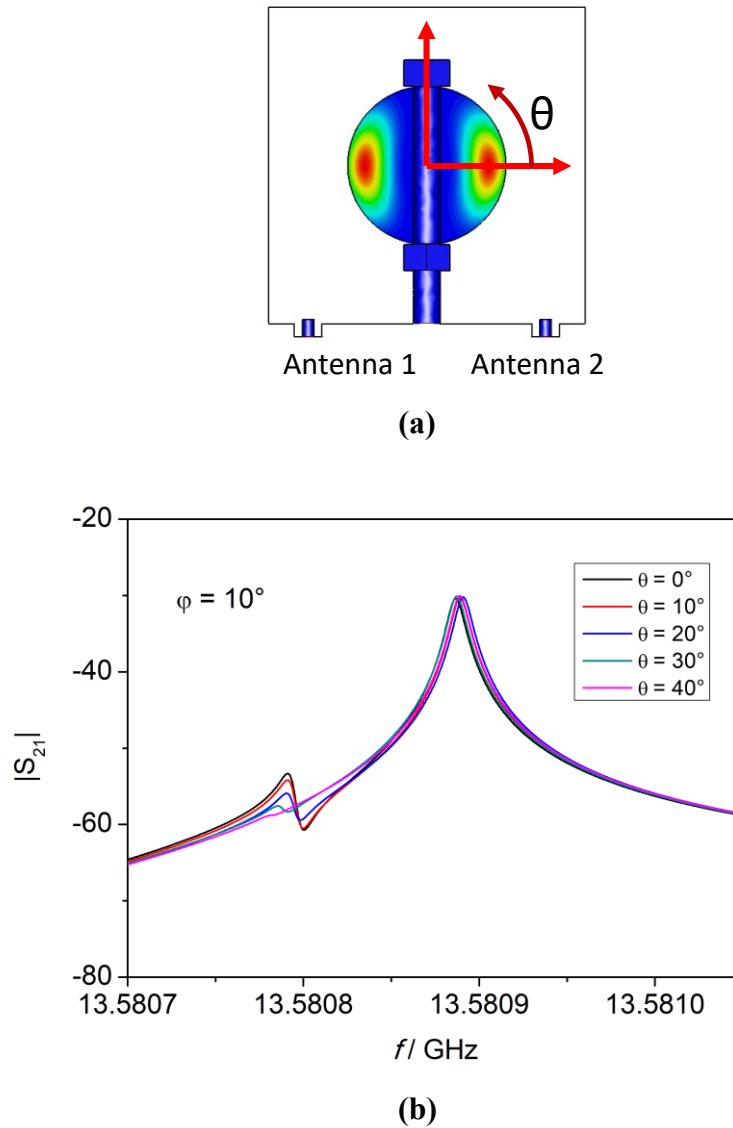 θ
Antenna 1 Antenna 2
(a)
-20
φ = 10°
θ = 0°
θ = 10°
θ = 20°
θ = 30°
θ = 40°
-40
|S₂₁|
-60
-80
13.5807 13.5808 13.5809 13.5810
f / GHz
(b)